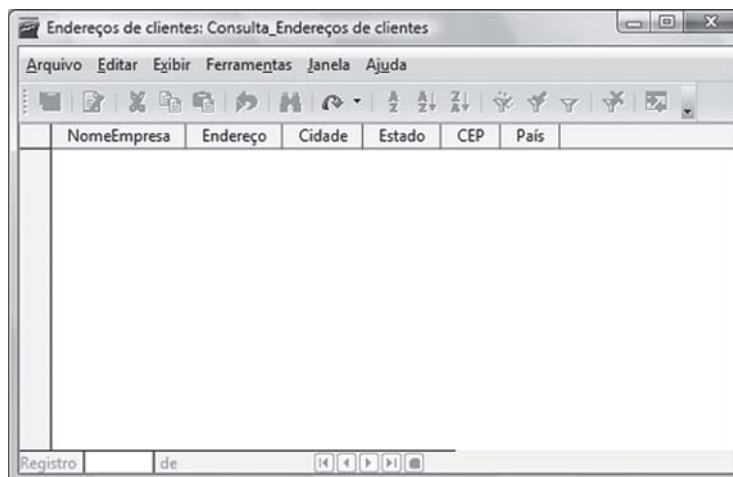 Endereços de clientes: Consulta_Endereços de clientes
Arquivo Editar Exibir Ferramentas Janela Ajuda
NomeEmpresa Endereço Cidade Estado CEP País
Registro de